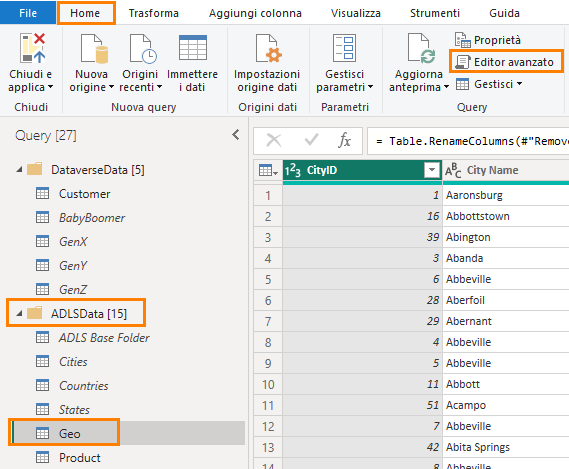 File Home Trasforma Aggiungi colonna Visualizza Strumenti Guida
Chiudi e applica Nuova origine Origini recenti Immettere i dati Impostazioni origine dati Gestisci parametri Aggiorna anteprima Proprietà
Editor avanzato
Gestisci
Chiudi Nuova query Origini dati Parametri Query
Query [27]
= Table.RenameColumns(#"Remove
DataverseData [5]
Customer
BabyBoomer
GenX
GenY
GenZ
ADLSData [15]
ADLS Base Folder
Cities
Countries
States
Geo
Product
1 2 3 CityID A B C City Name
1 1 Aaronsburg
2 16 Abbottstown
3 39 Abington
4 3 Abanda
5 6 Abbeville
6 28 Aberfoil
7 29 Abernant
8 4 Abbeville
9 5 Abbeville
10 11 Abbott
11 51 Acampo
12 7 Abbeville
13 42 Abita Springs
14 8 Abbeville